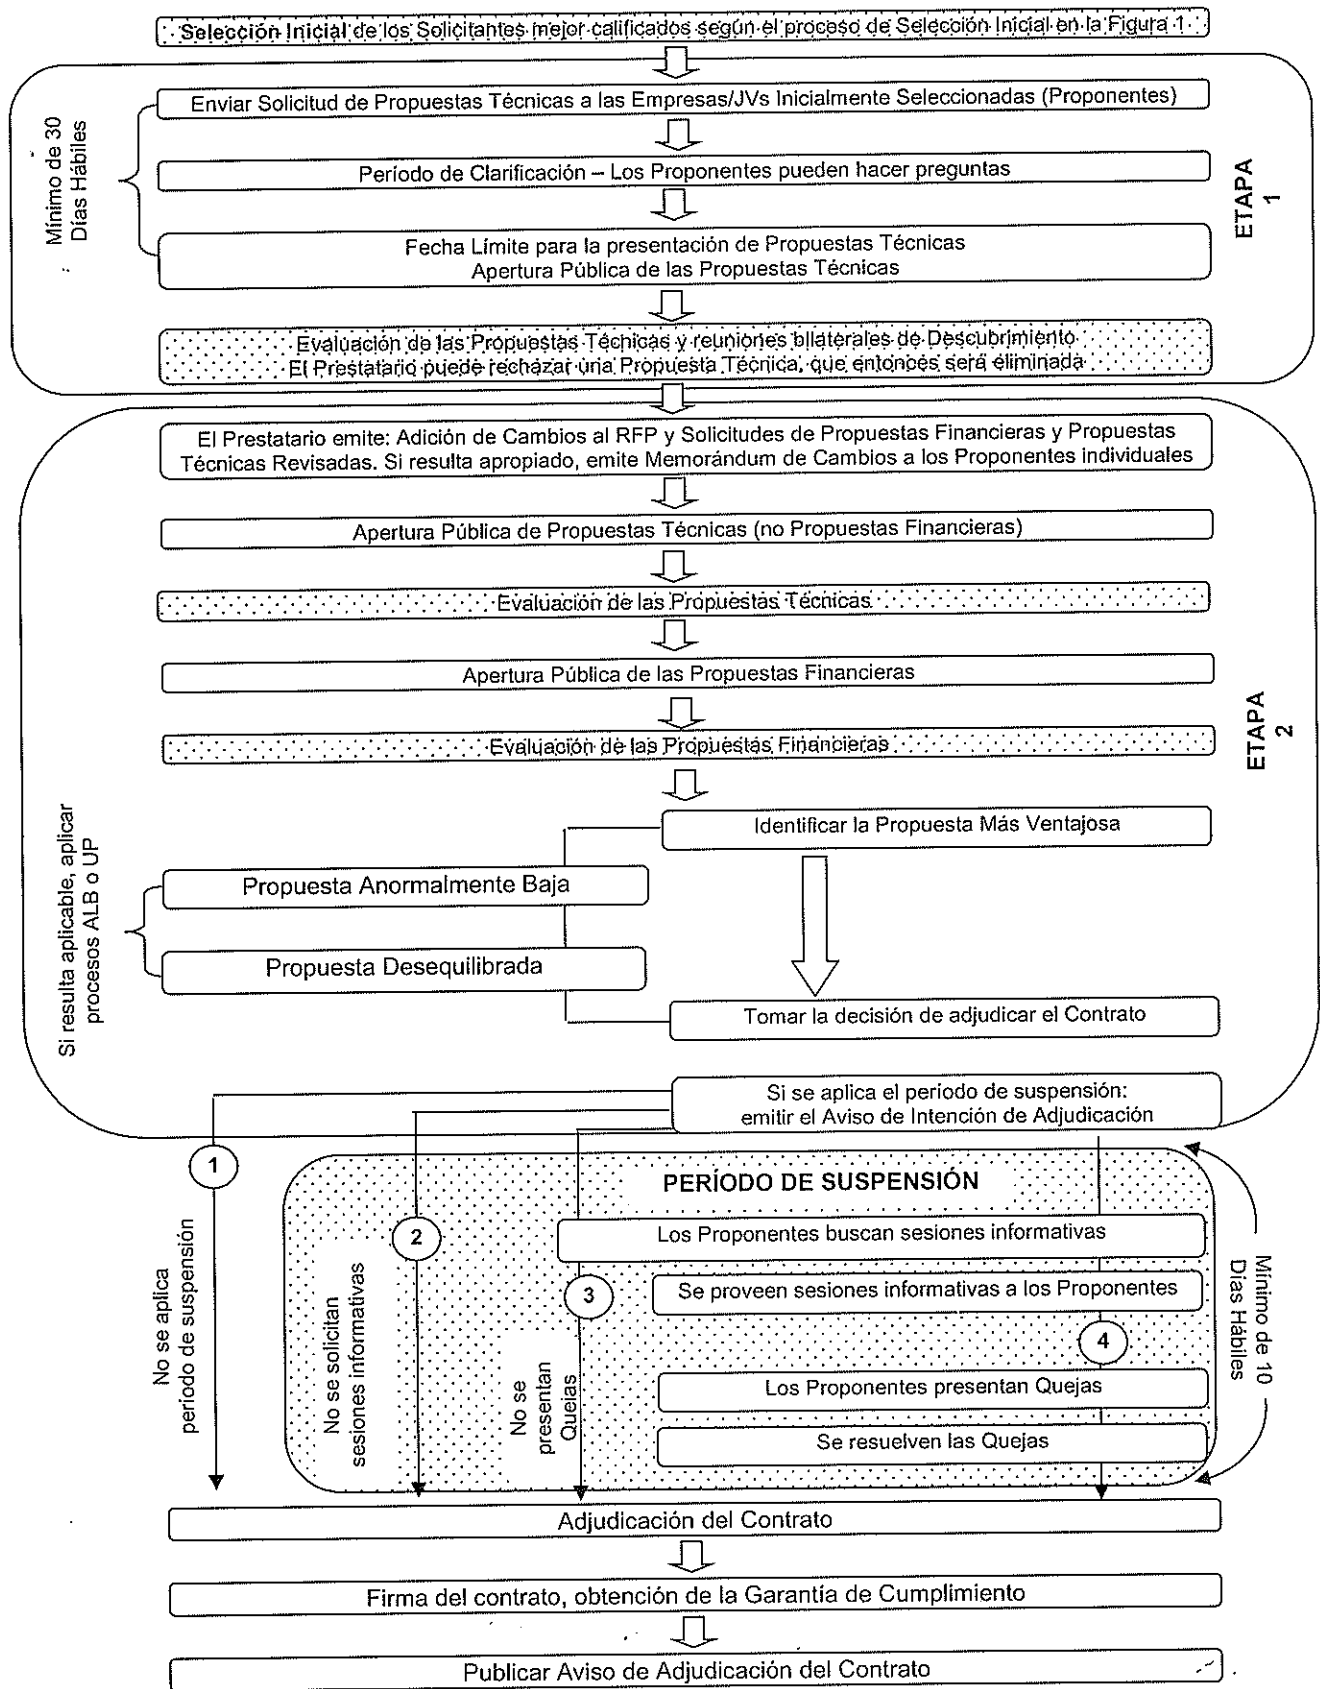 Selección Inicial de los Solicitantes mejor calificados según el proceso de Selección Inicial en la Figura 1
Mínimo de 30
Días Hábiles
Enviar Solicitud de Propuestas Técnicas a las Empresas/JVs Inicialmente Seleccionadas (Proponentes)
Período de Clarificación – Los Proponentes pueden hacer preguntas
Fecha Límite para la presentación de Propuestas Técnicas
Apertura Pública de las Propuestas Técnicas
Evaluación de las Propuestas Técnicas y reuniones bilaterales de Descubrimiento
El Prestatario puede rechazar una Propuesta Técnica, que entonces será eliminada
ETAPA
1
El Prestatario emite: Adición de Cambios al RFP y Solicitudes de Propuestas Financieras y Propuestas
Técnicas Revisadas. Si resulta apropiado, emite Memorándum de Cambios a los Proponentes individuales
Apertura Pública de Propuestas Técnicas (no Propuestas Financieras)
Evaluación de las Propuestas Técnicas
Apertura Pública de las Propuestas Financieras
Evaluación de las Propuestas Financieras
ETAPA
2
Identificar la Propuesta Más Ventajosa
Si resulta aplicable, aplicar
procesos ALB o UP
Propuesta Anormalmente Baja
Propuesta Desequilibrada
Tomar la decisión de adjudicar el Contrato
Si se aplica el período de suspensión:
emitir el Aviso de Intención de Adjudicación
1
No se aplica
período de suspensión
PERÍODO DE SUSPENSIÓN
2
No se solicitan
sesiones informativas
Los Proponentes buscan sesiones informativas
3
No se
presentan
Quejas
Se proveen sesiones informativas a los Proponentes
4
Los Proponentes presentan Quejas
Se resuelven las Quejas
Mínimo de 10
Días Hábiles
Adjudicación del Contrato
Firma del contrato, obtención de la Garantía de Cumplimiento
Publicar Aviso de Adjudicación del Contrato